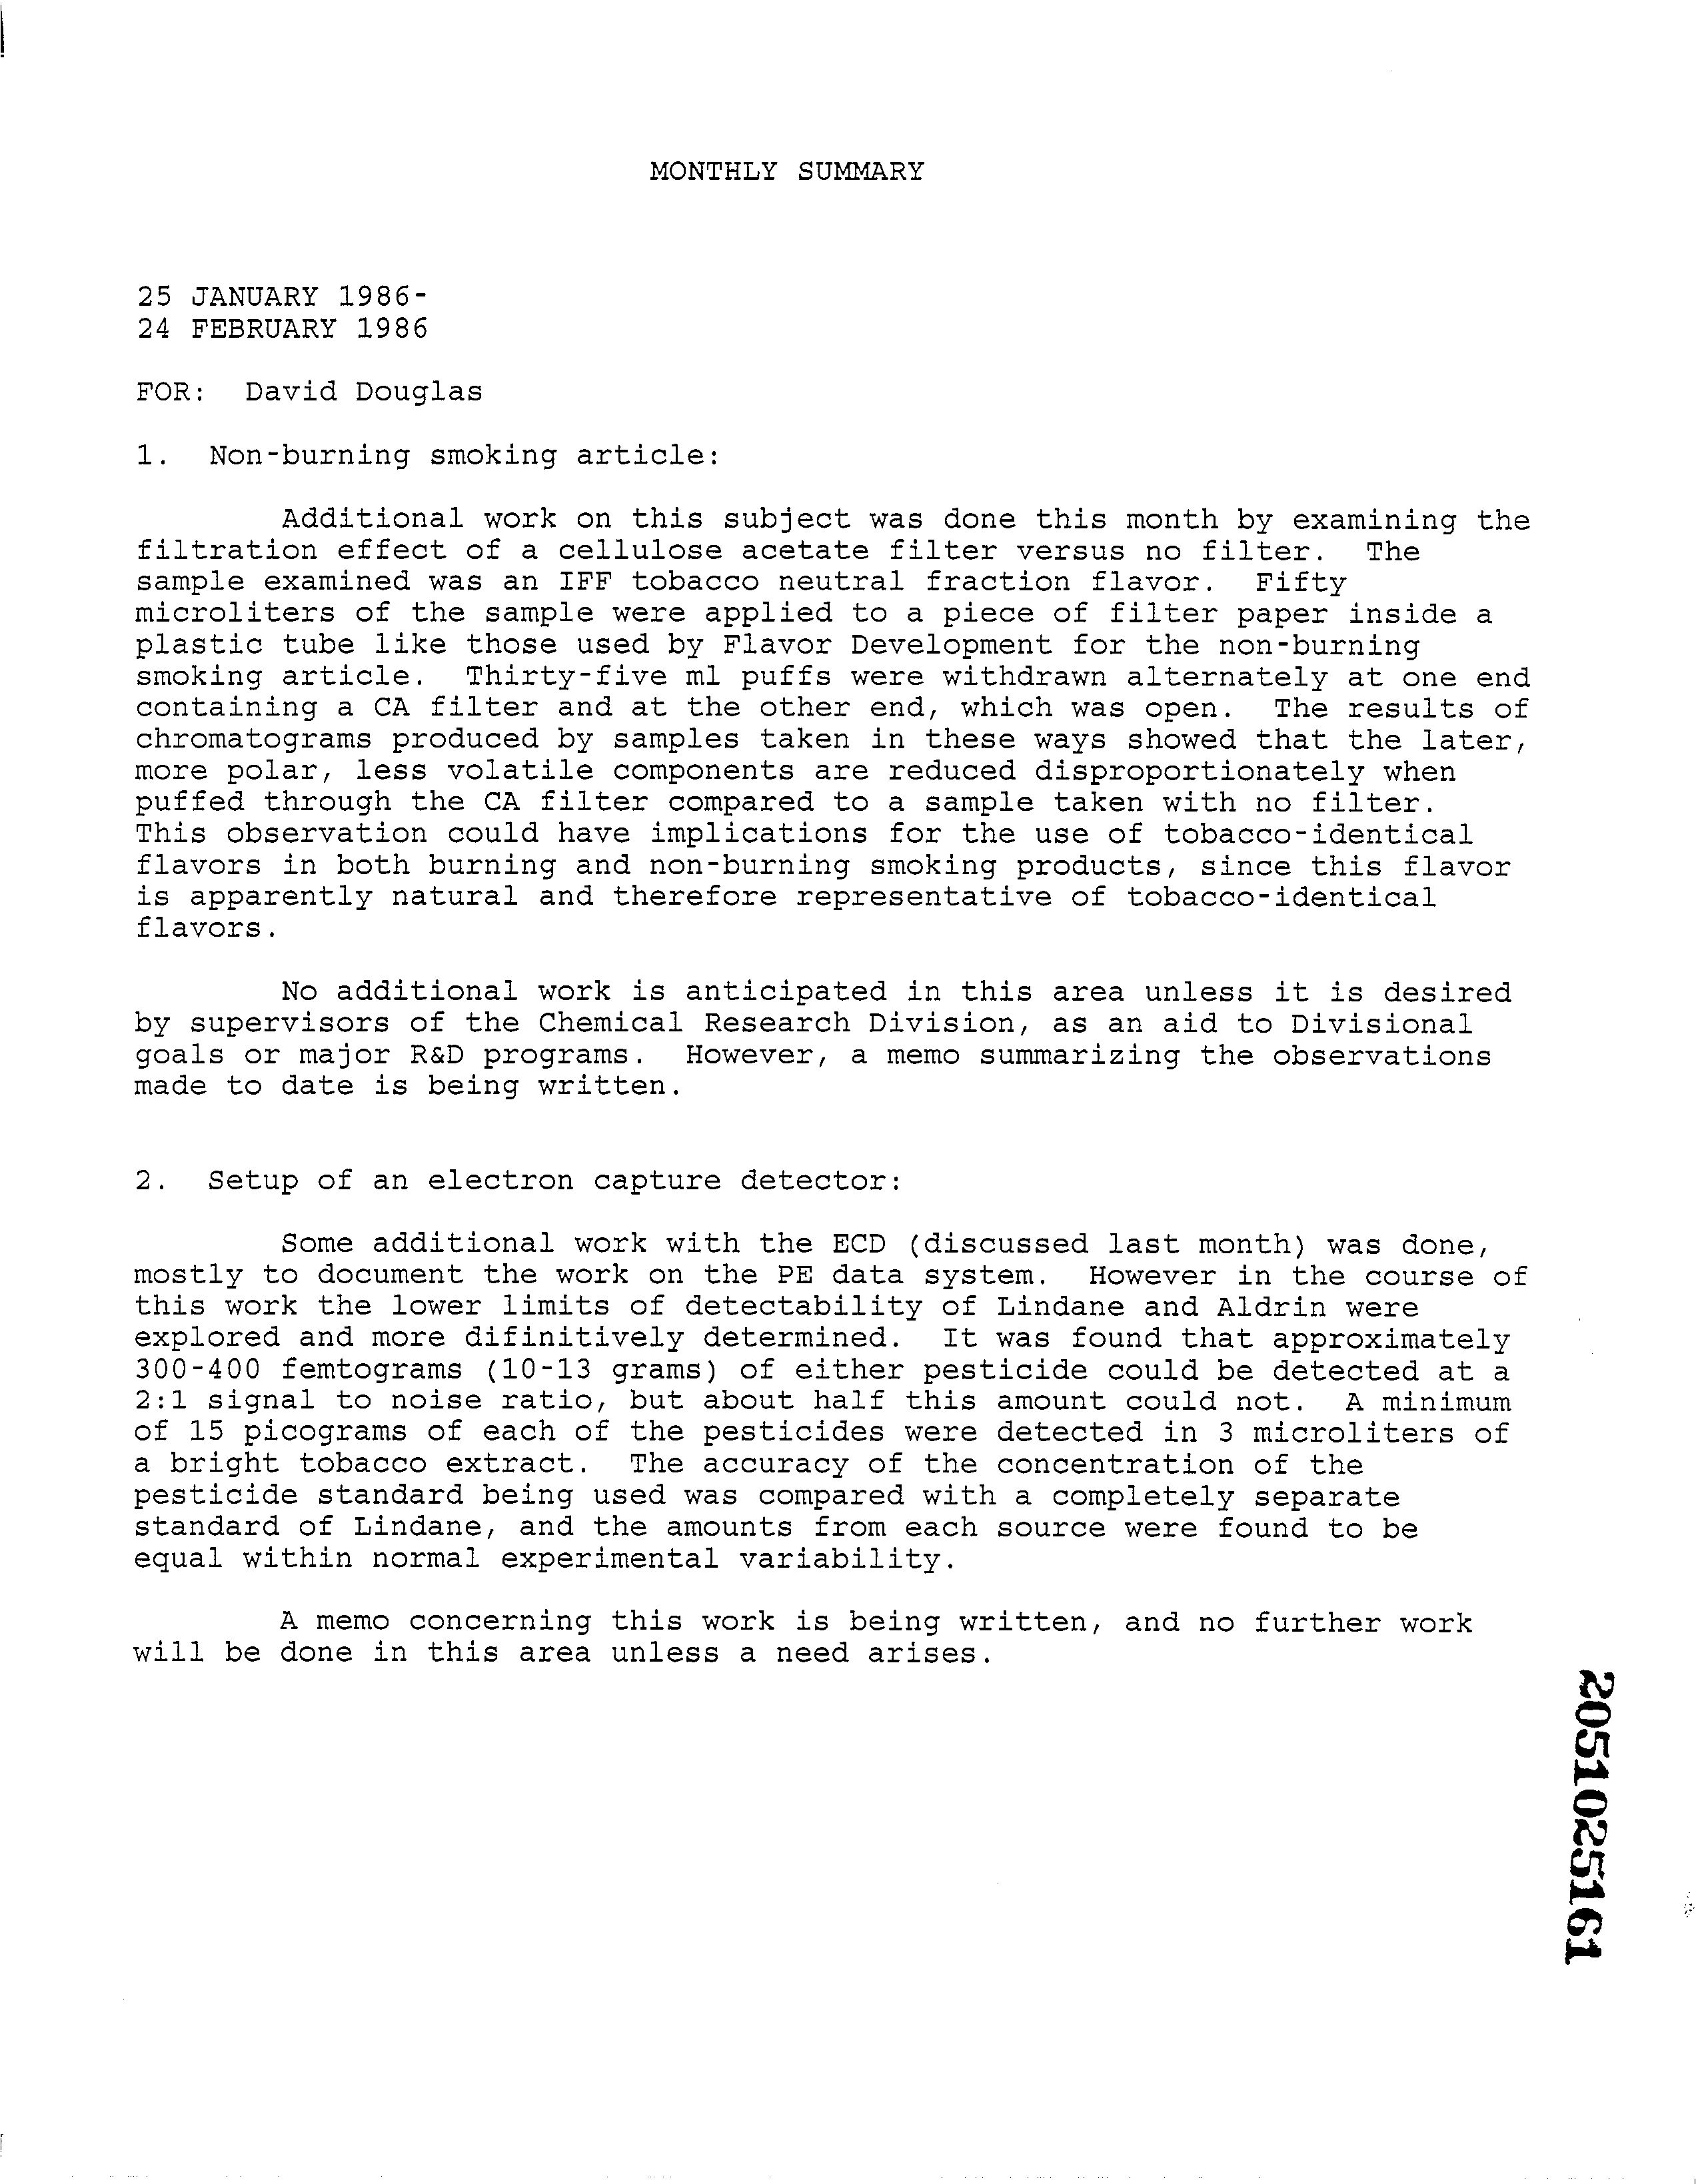 MONTHLY SUMMARY
25 JANUARY 1986-
24 FEBRUARY 1986
FOR: David Douglas
1. Non-burning smoking article:
Additional work on this subject was done this month by examining the
filtration effect of a cellulose acetate filter versus no filter. The
sample examined was an IFF tobacco neutral fraction flavor. Fifty
microliters of the sample were applied to a piece of filter paper inside a
plastic tube like those used by Flavor Development for the non-burning
smoking article. Thirty-five ml puffs were withdrawn alternately at one end
containing a CA filter and at the other end, which was open. The results of
chromatograms produced by samples taken in these ways showed that the later,
more polar, less volatile components are reduced disproportionately when
puffed through the CA filter compared to a sample taken with no filter.
This observation could have implications for the use of tobacco-identical
flavors in both burning and non-burning smoking products, since this flavor
is apparently natural and therefore representative of tobacco-identical
flavors.
No additional work is anticipated in this area unless it is desired
by supervisors of the Chemical Research Division, as an aid to Divisional
goals or major R&D programs. However, a memo summarizing the observations
made to date is being written.
2. Setup of an electron capture detector:
Some additional work with the ECD (discussed last month) was done,
mostly to document the work on the PE data system. However in the course of
this work the lower limits of detectability of Lindane and Aldrin were
explored and more difinitively determined. It was found that approximately
300-400 femtograms (10-13 grams) of either pesticide could be detected at a
2:1 signal to noise ratio, but about half this amount could not. A minimum
of 15 picograms of each of the pesticides were detected in 3 microliters of
a bright tobacco extract. The accuracy of the concentration of the
pesticide standard being used was compared with a completely separate
standard of Lindane, and the amounts from each source were found to be
equal within normal experimental variability.
A memo concerning this work is being written, and no further work
will be done in this area unless a need arises.
2051025161